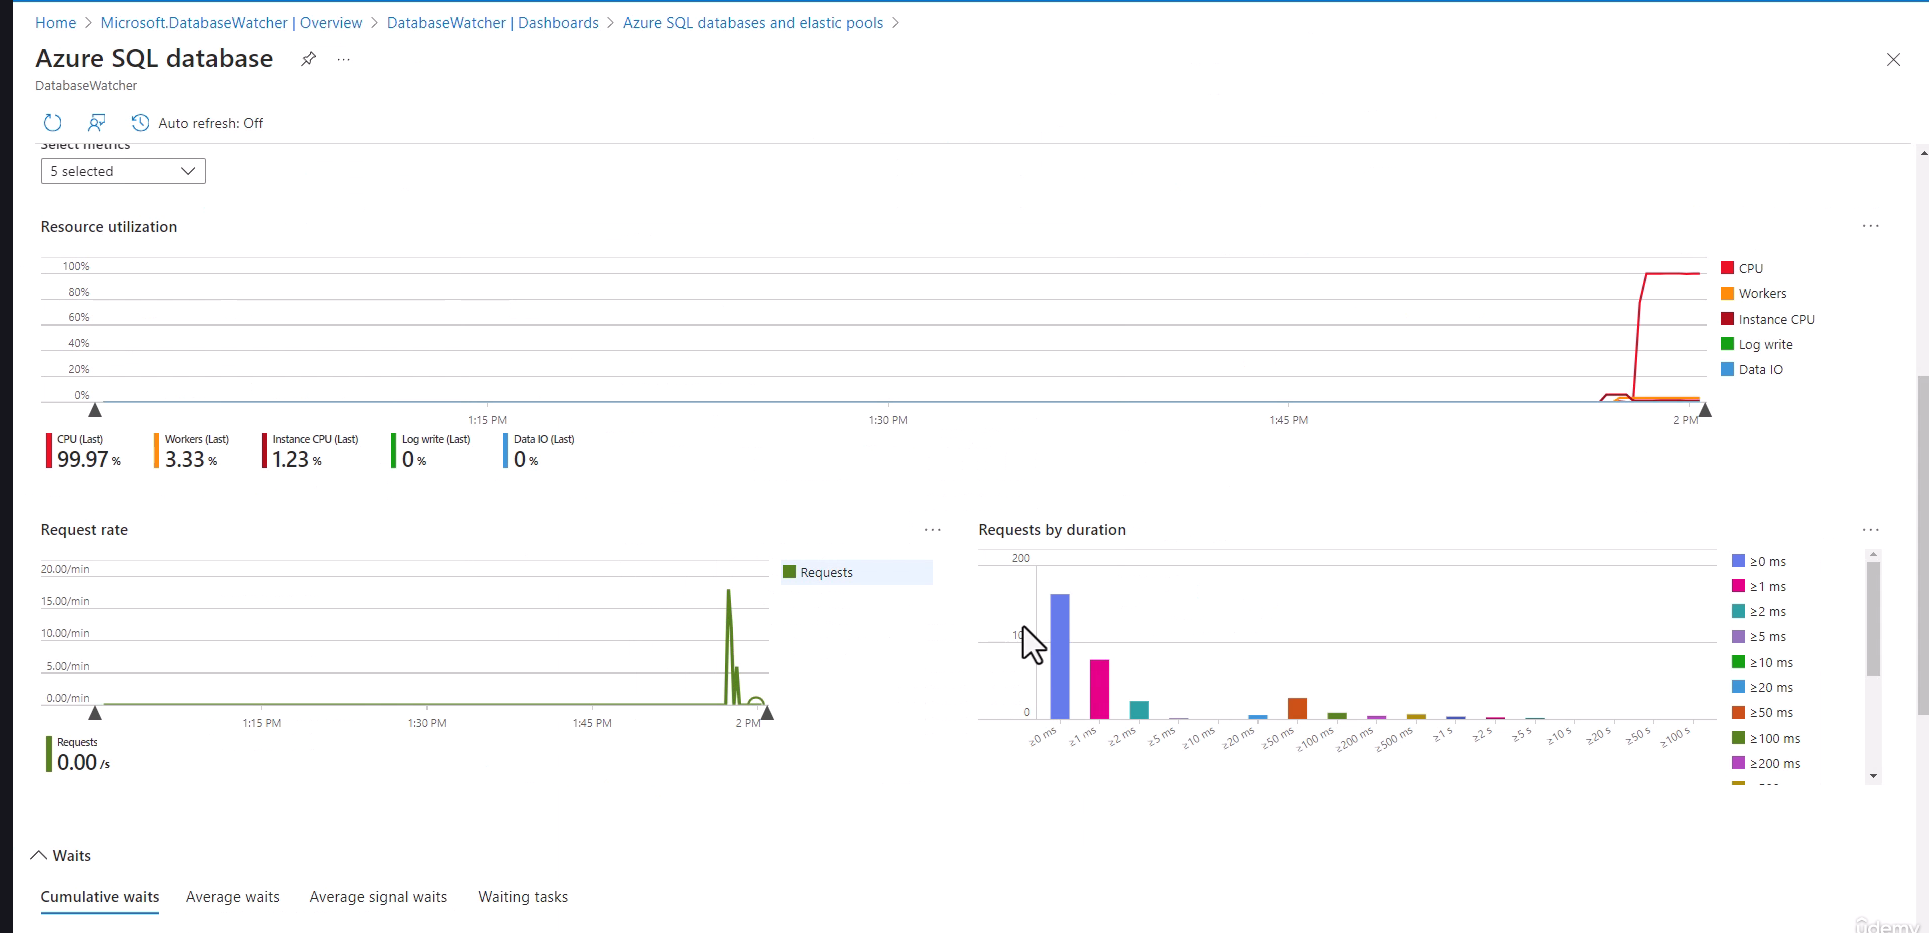 Home > Microsoft.DatabaseWatcher | Overview > DatabaseWatcher | Dashboards > Azure SQL databases and elastic pools >
Azure SQL database
DatabaseWatcher
Auto refresh: Off
Select metrics
5 selected
Resource utilization
100%
80%
60%
40%
20%
0%
1:15 PM 1:30 PM 1:45 PM 2 PM
CPU
Workers
Instance CPU
Log write
Data IO
CPU (Last) Workers (Last) Instance CPU (Last) Log write (Last) Data IO (Last)
99.97 % 3.33 % 1.23 % 0 % 0 %
Request rate
20.00/min
15.00/min
10.00/min
5.00/min
0.00/min
1:15 PM 1:30 PM 1:45 PM 2 PM
Requests
Requests
0.00 /s
Requests by duration
200
0
≥0 ms ≥1 ms ≥2 ms ≥5 ms ≥10 ms ≥20 ms ≥50 ms ≥100 ms ≥200 ms ≥500 ms ≥1 s ≥2 s ≥5 s ≥10 s ≥20 s ≥50 s ≥100 s
≥0 ms
≥1 ms
≥2 ms
≥5 ms
≥10 ms
≥20 ms
≥50 ms
≥100 ms
≥200 ms
Waits
Cumulative waits Average waits Average signal waits Waiting tasks
udemy